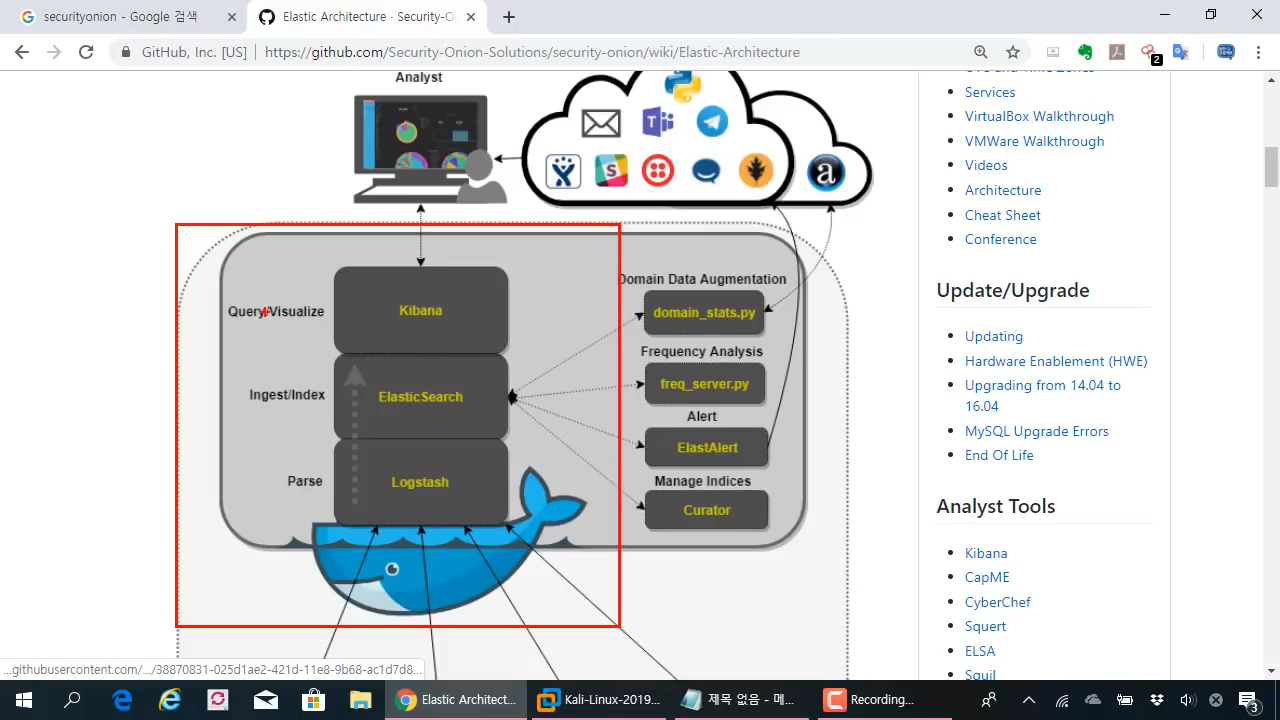 securityonion - Google 검색
Elastic Architecture · Security-O
GitHub, Inc. [US]
https://github.com/Security-Onion-Solutions/security-onion/wiki/Elastic-Architecture
2
Analyst
S
a
Query/Visualize
Kibana
Ingest/Index
ElasticSearch
Parse
Logstash
Domain Data Augmentation
domain_stats.py
Frequency Analysis
freq_server.py
Alert
ElastAlert
Manage Indices
Curator
Services
VirtualBox Walkthrough
VMWare Walkthrough
Videos
Architecture
Cheat Sheet
Conference
Update/Upgrade
Updating
Hardware Enablement (HWE)
Upgrading from 14.04 to
16.04
MySQL Upgrade Errors
End Of Life
Analyst Tools
Kibana
CapME
CyberChef
Squert
ELSA
Sguil
...githubusercontent.com/.../38870831-025d1ae2-421d-11e8-9b68-ac1d7d8...
Elastic Architect...
Kali-Linux-2019...
제목 없음 - 메...
Recording...
3